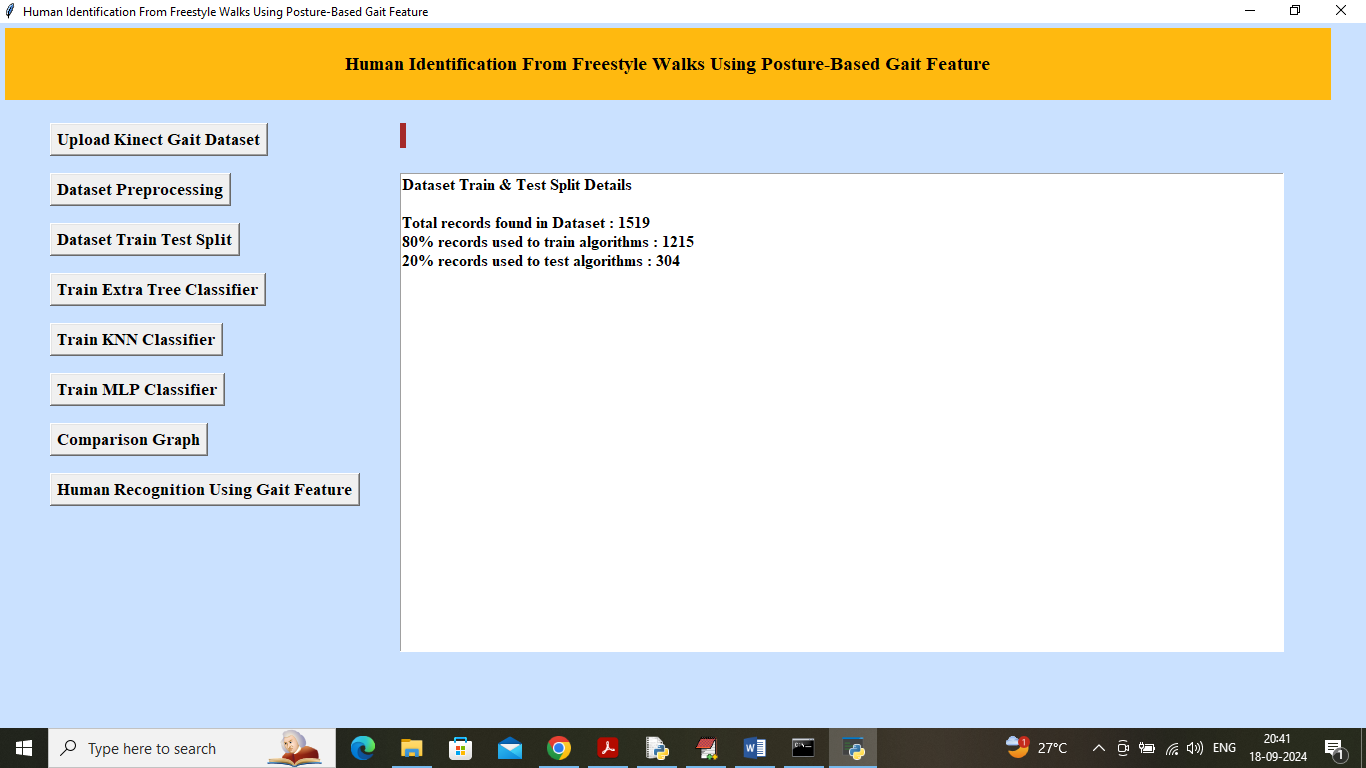 Human Identification From Freestyle Walks Using Posture-Based Gait Feature
Human Identification From Freestyle Walks Using Posture-Based Gait Feature
Upload Kinect Gait Dataset
Dataset Preprocessing
Dataset Train Test Split
Train Extra Tree Classifier
Train KNN Classifier
Train MLP Classifier
Comparison Graph
Human Recognition Using Gait Feature
Dataset Train & Test Split Details
Total records found in Dataset : 1519
80% records used to train algorithms : 1215
20% records used to test algorithms : 304
Type here to search
1
27°C
ENG
20:41
18-09-2024
1